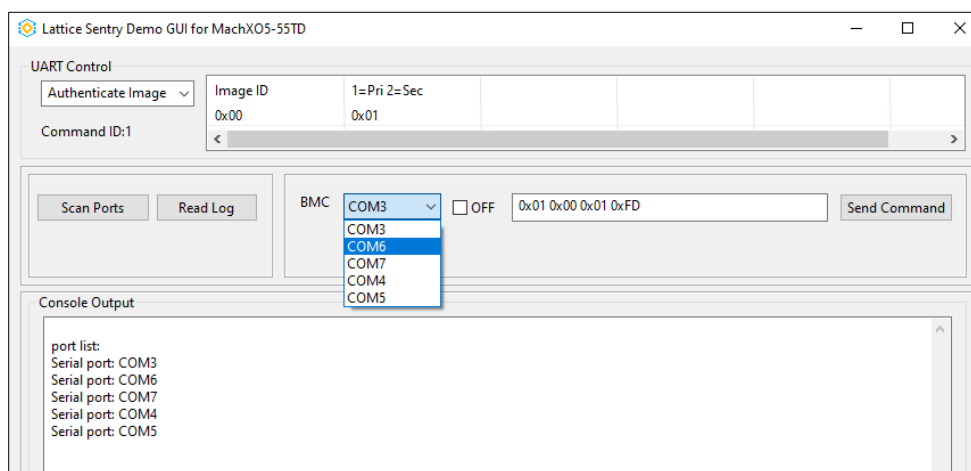 Lattice Sentry Demo GUI for MachXO5-55TD
UART Control
Authenticate Image
Image ID 1=Pri 2=Sec
0x00 0x01
Command ID:1
Scan Ports Read Log BMC COM3 OFF 0x01 0x00 0x01 0xFD Send Command
COM3
COM6
COM7
COM4
COM5
Console Output
port list:
Serial port: COM3
Serial port: COM6
Serial port: COM7
Serial port: COM4
Serial port: COM5